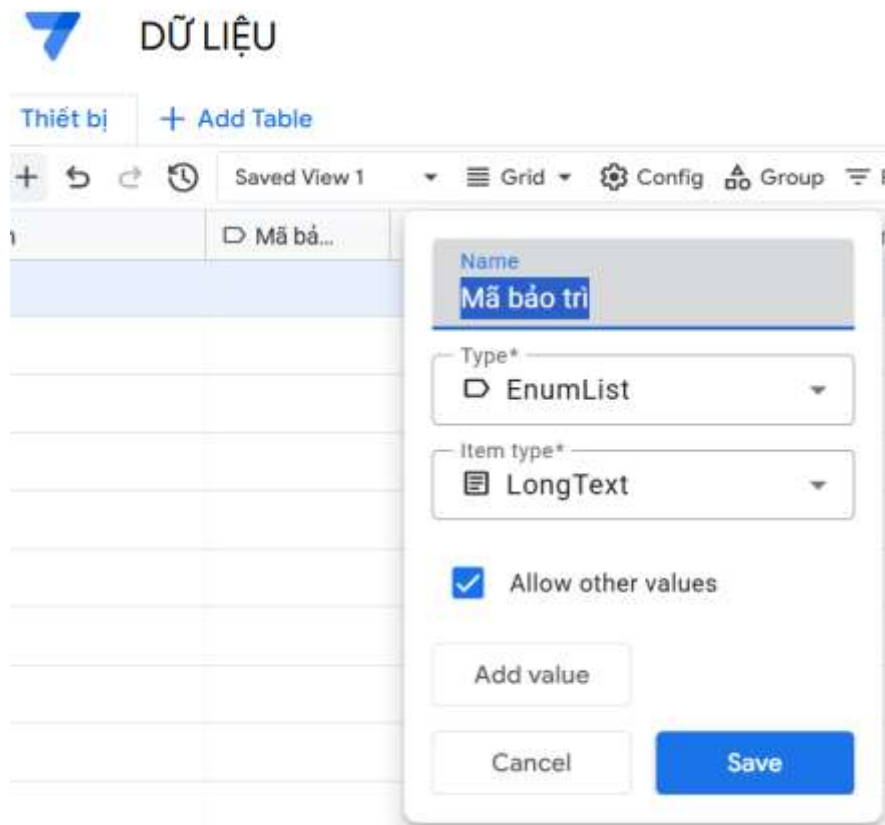 DỮ LIỆU
Thiết bị + Add Table
Saved View 1 Grid Config Group
Mã bả...
Name
Mã bảo trì
Type*
EnumList
Item type*
LongText
Allow other values
Add value
Cancel Save